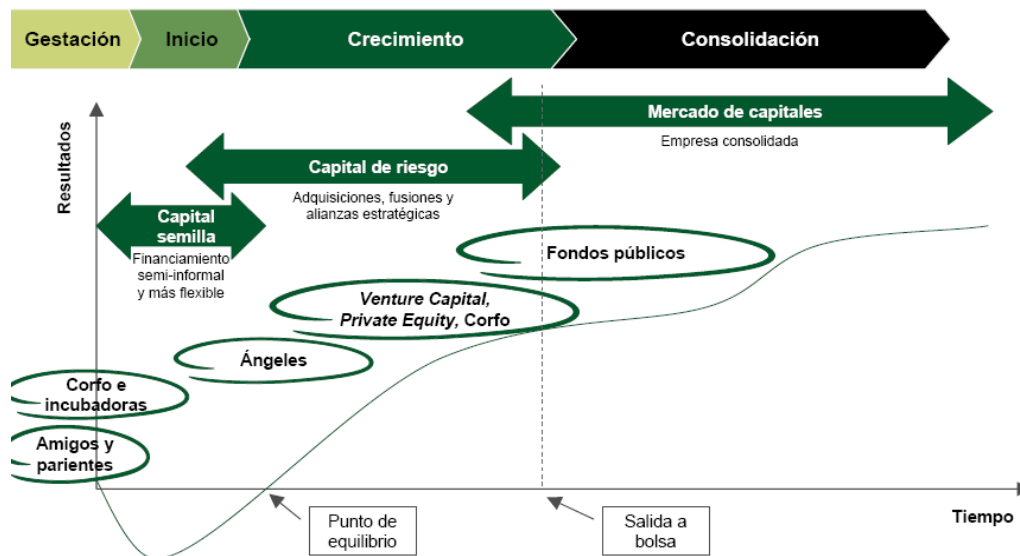 Gestación
Inicio
Crecimiento
Consolidación
Mercado de capitales
Empresa consolidada
Capital de riesgo
Adquisiciones, fusiones y
alianzas estratégicas
Capital
semilla
Financiamiento
semi-informal
y más flexible
Resultados
Fondos públicos
Venture Capital,
Private Equity, Corfo
Ángeles
Corfo e
incubadoras
Amigos y
parientes
Punto de
equilibrio
Salida a
bolsa
Tiempo